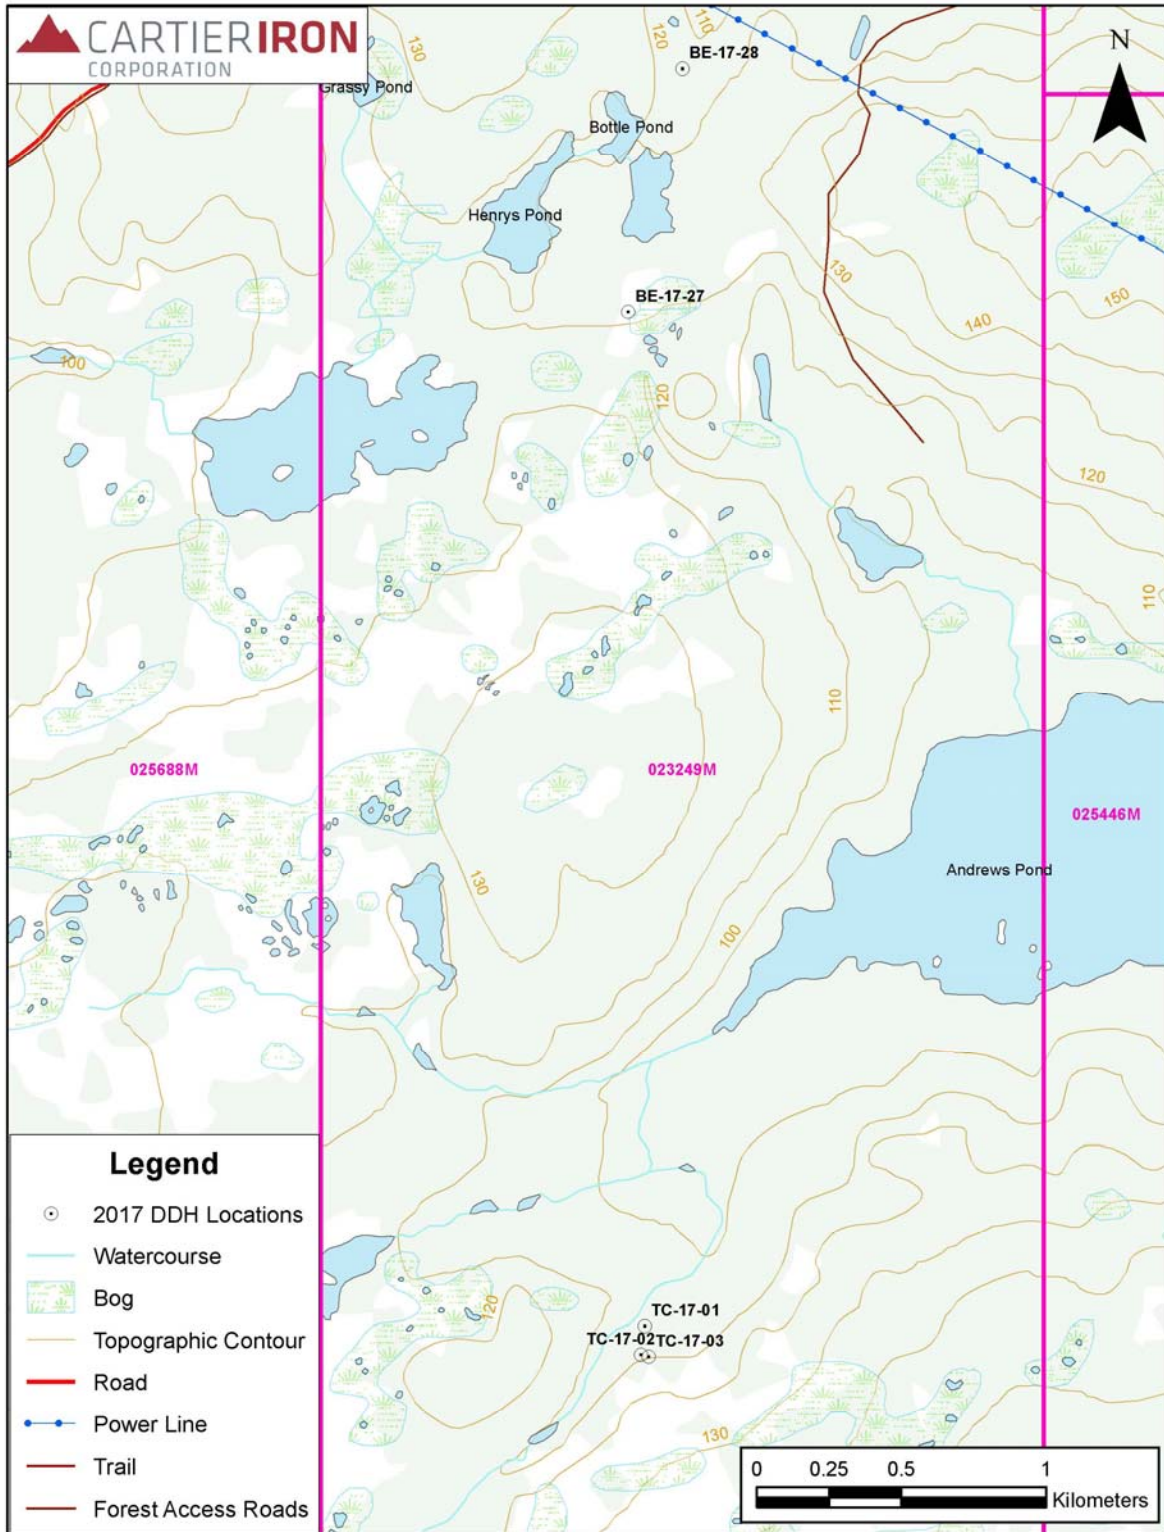 CARTIERIRON
CORPORATION
N
130
120
110
BE-17-28
Grassy Pond
Bottle Pond
Henrys Pond
130
BE-17-27
150
140
100
120
120
110
110
025688M
023249M
025446M
Andrews Pond
130
100
Legend
2017 DDH Locations
Watercourse
Bog
Topographic Contour
Road
Power Line
Trail
Forest Access Roads
120
TC-17-01
TC-17-02
TC-17-03
130
0 0.25 0.5 1
Kilometers